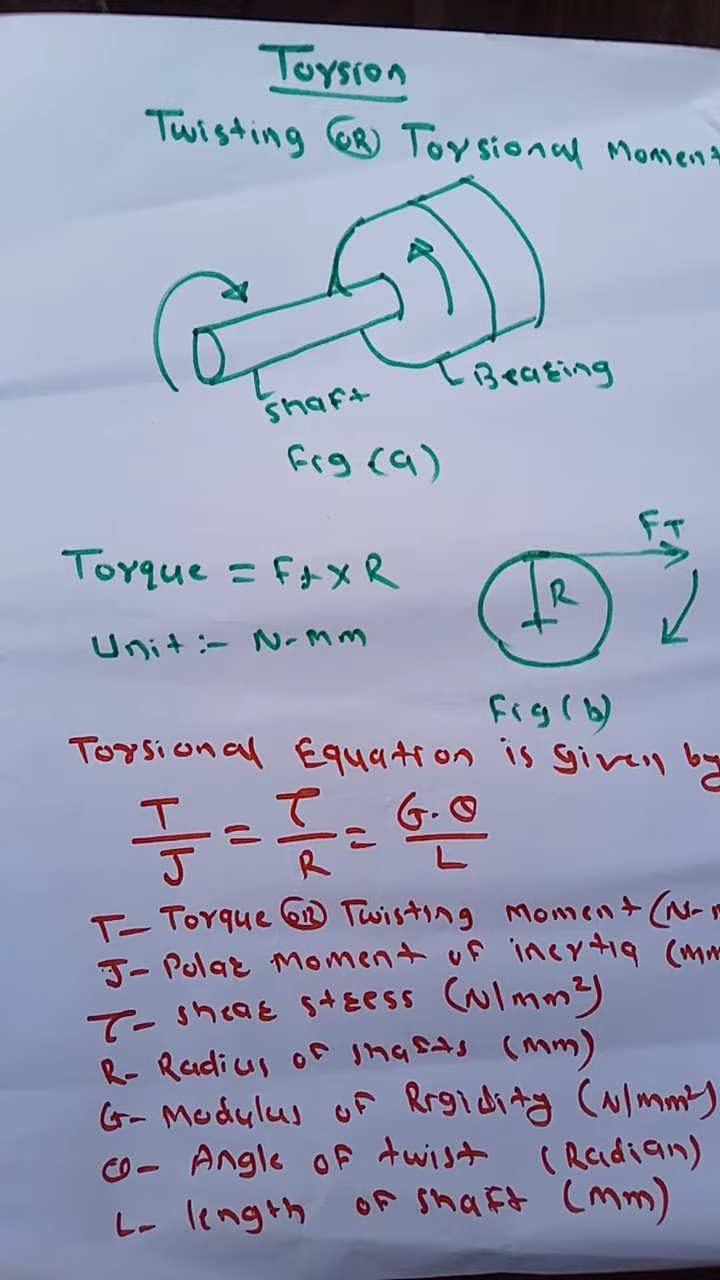 Torsion
Twisting OR Torsional Moment
Shaft
Bearing
Fig (a)
FT
Torque = Ft x R
R
Unit :- N-mm
Fig (b)
Torsional Equation is given by
T/J = τ/R = G.θ/L
T- Torque OR Twisting Moment (N-m
J- Polar Moment of inertia (mm
τ- Shear stress (N/mm²)
R- Radius of shafts (mm)
G- Modulus of Rigidity (N/mm²)
θ- Angle of twist (Radian)
L- length of shaft (mm)